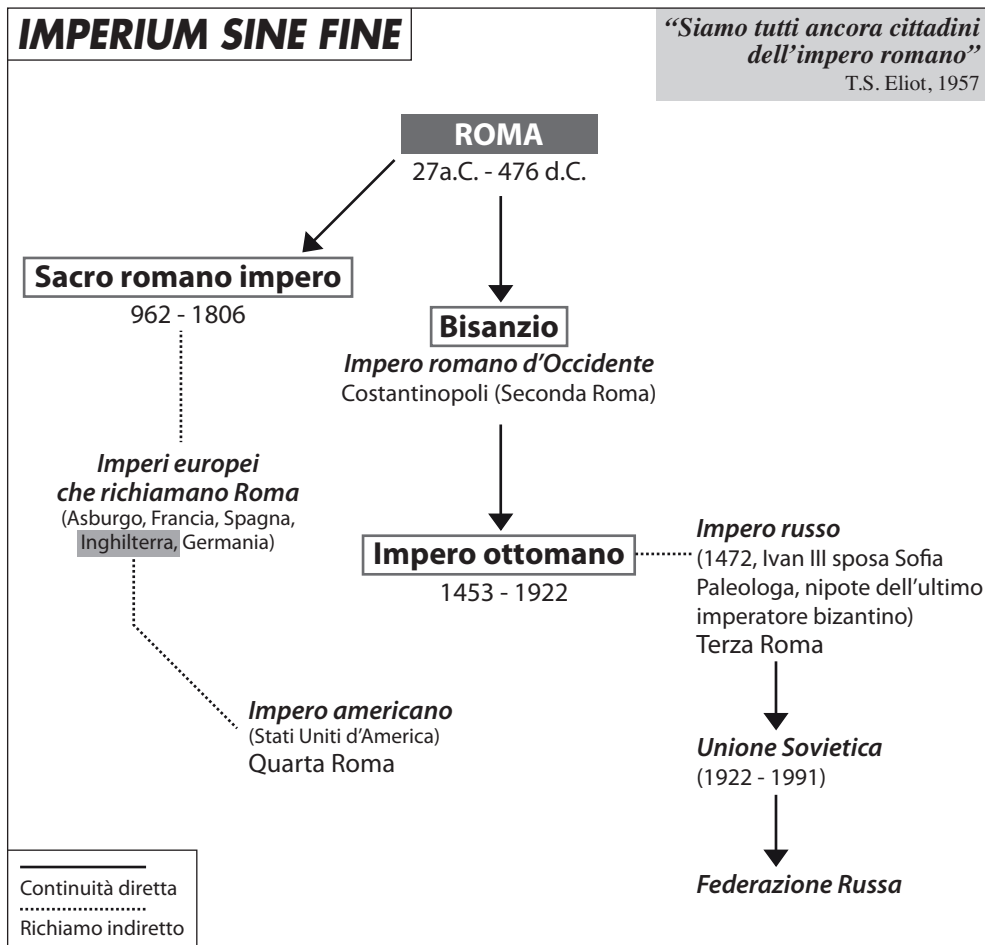 IMPERIUM SINE FINE
“Siamo tutti ancora cittadini
dell’impero romano”
T.S. Eliot, 1957
ROMA
27a.C. - 476 d.C.
Sacro romano impero
962 - 1806
Bisanzio
Impero romano d’Occidente
Costantinopoli (Seconda Roma)
Imperi europei
che richiamano Roma
(Asburgo, Francia, Spagna,
Inghilterra, Germania)
Impero ottomano
1453 - 1922
Impero russo
(1472, Ivan III sposa Sofia
Paleologa, nipote dell’ultimo
imperatore bizantino)
Terza Roma
Impero americano
(Stati Uniti d’America)
Quarta Roma
Unione Sovietica
(1922 - 1991)
Federazione Russa
Continuità diretta
Richiamo indiretto